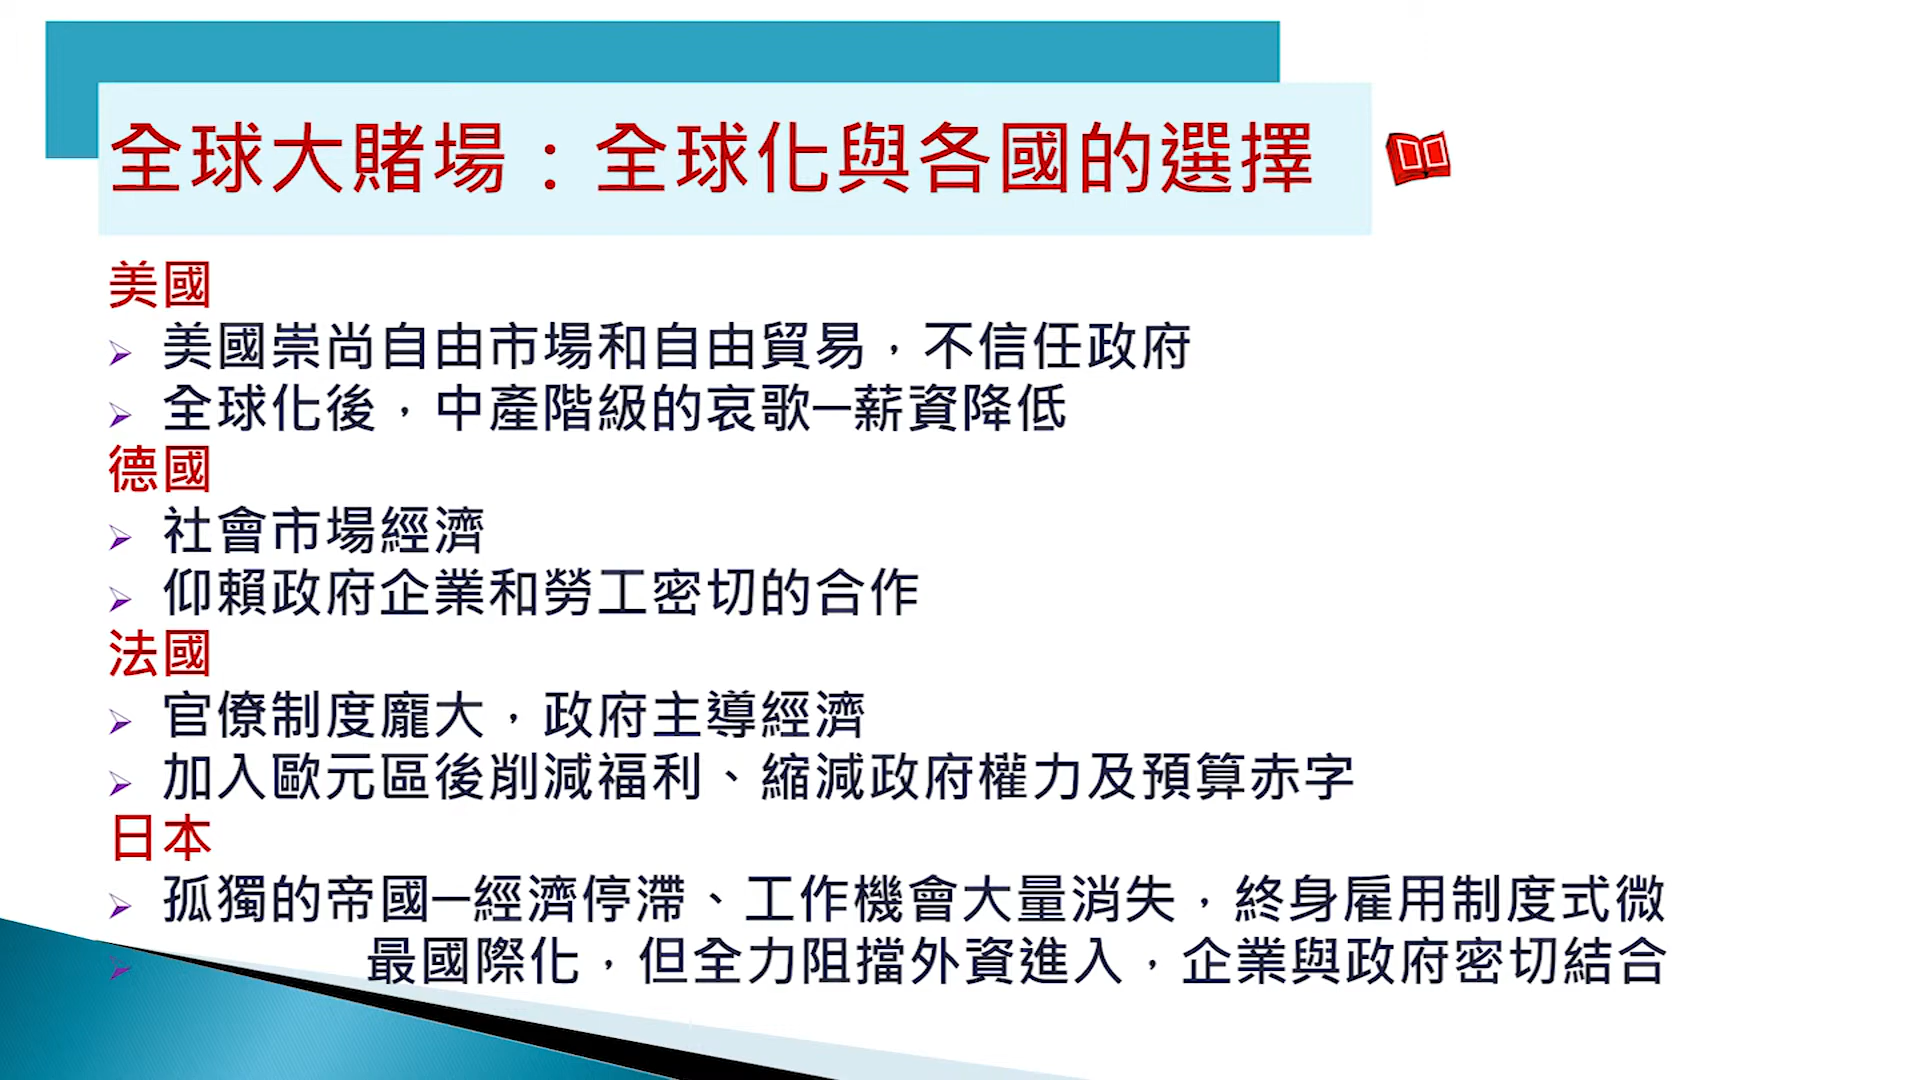 全球大賭場：全球化與各國的選擇
美國
➢ 美國崇尚自由市場和自由貿易，不信任政府
➢ 全球化後，中產階級的哀歌─薪資降低
德國
➢ 社會市場經濟
➢ 仰賴政府企業和勞工密切的合作
法國
➢ 官僚制度龐大，政府主導經濟
➢ 加入歐元區後削減福利、縮減政府權力及預算赤字
日本
➢ 孤獨的帝國─經濟停滯、工作機會大量消失，終身雇用制度式微
➢ 最國際化，但全力阻擋外資進入，企業與政府密切結合